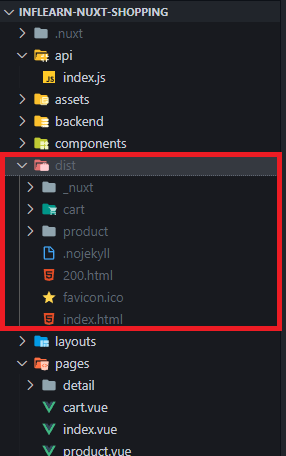 INFLEARN-NUXT-SHOPPING
.nuxt
api
JS index.js
assets
backend
components
dist
_nuxt
cart
product
.nojekyll
200.html
favicon.ico
index.html
layouts
pages
detail
cart.vue
index.vue
product.vue